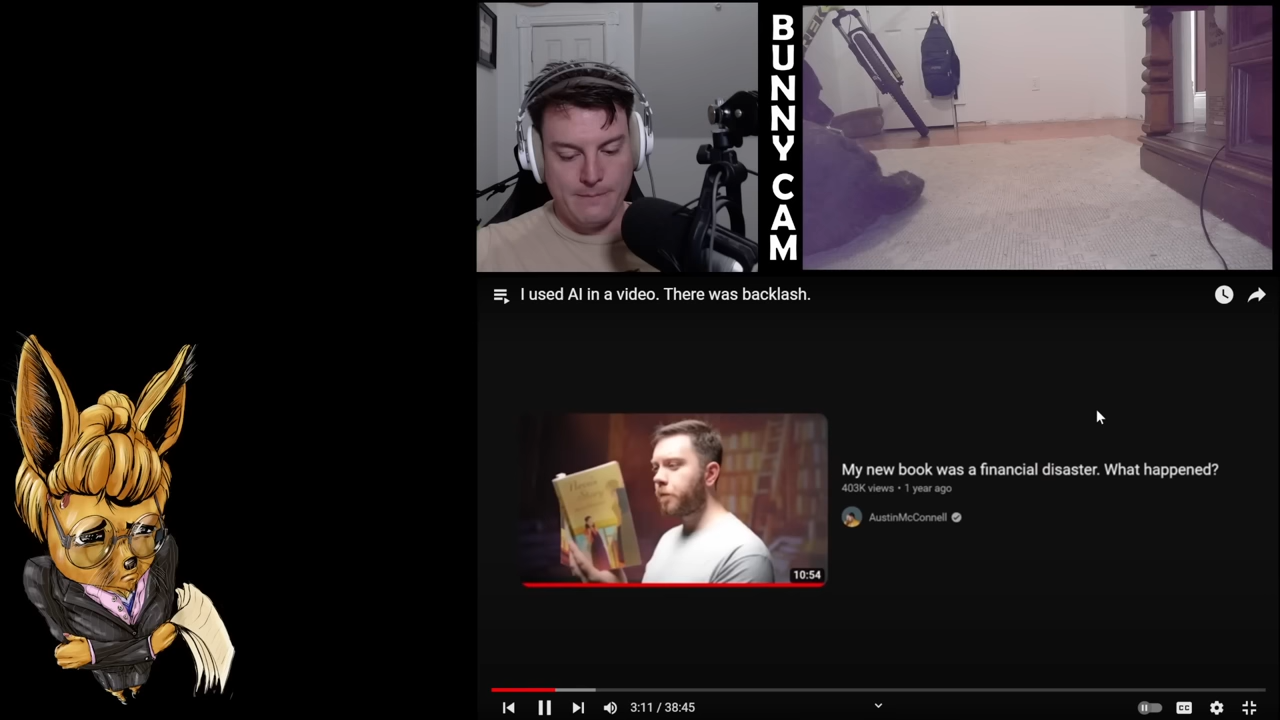 BUNNY CAM
I used AI in a video. There was backlash.
My new book was a financial disaster. What happened?
403K views • 1 year ago
AustinMcConnell
10:54
3:11 / 38:45
CC